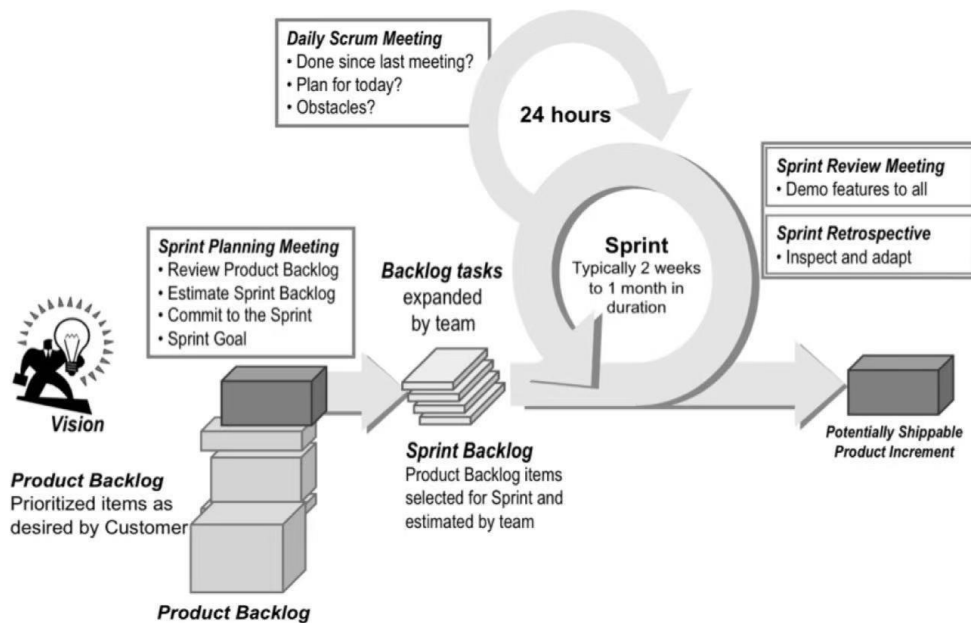 Daily Scrum Meeting
• Done since last meeting?
• Plan for today?
• Obstacles?
24 hours
Sprint Review Meeting
• Demo features to all
Sprint Retrospective
• Inspect and adapt
Sprint Planning Meeting
• Review Product Backlog
• Estimate Sprint Backlog
• Commit to the Sprint
• Sprint Goal
Backlog tasks
expanded
by team
Sprint
Typically 2 weeks
to 1 month in
duration
Vision
Product Backlog
Prioritized items as
desired by Customer
Sprint Backlog
Product Backlog items
selected for Sprint and
estimated by team
Potentially Shippable
Product Increment
Product Backlog